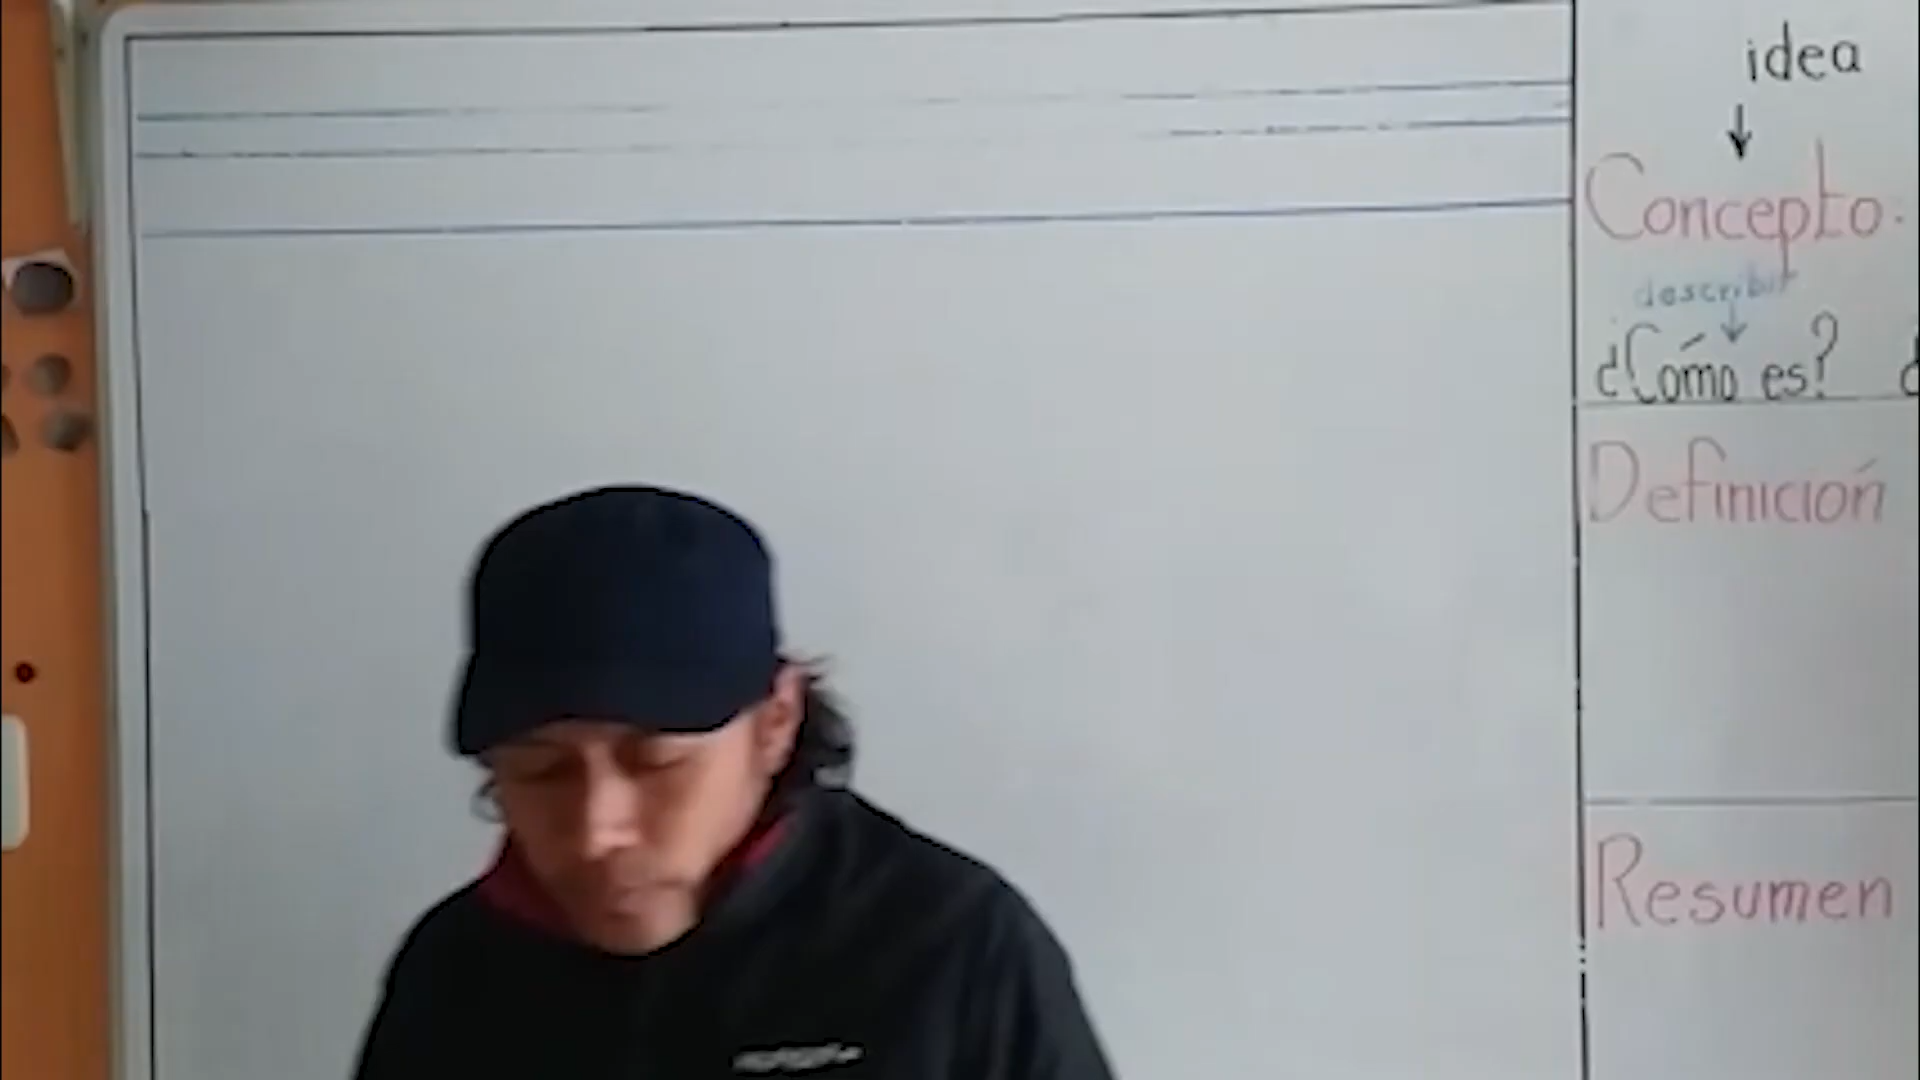 idea
Concepto.
describir
¿Cómo es?
Definición
Resumen